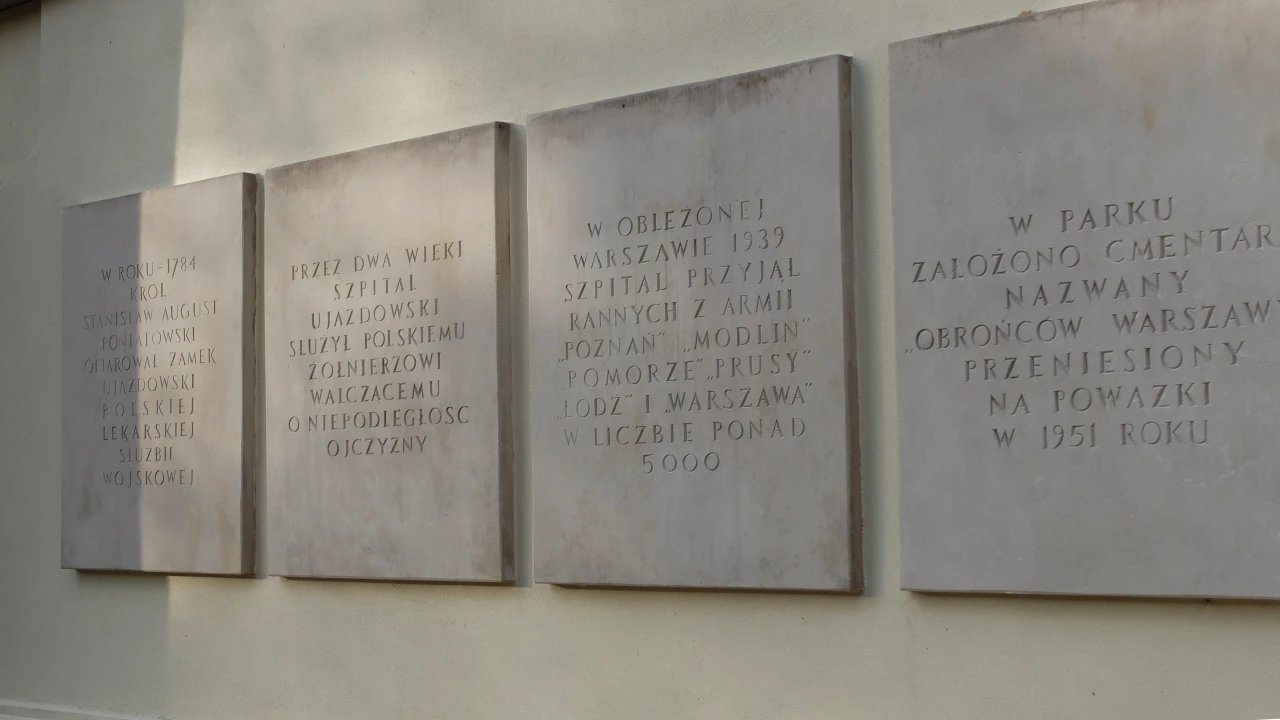 W ROKU - 1784
KRÓL
STANISŁAW AUGUST
PONIATOWSKI
OFIAROWAŁ ZAMEK
UJAZDOWSKI
POLSKIEJ
LEKARSKIEJ
SŁUŻBIE
WOJSKOWEJ
PRZEZ DWA WIEKI
SZPITAL
UJAZDOWSKI
SŁUŻYŁ POLSKIEMU
ŻOŁNIERZOWI
WALCZĄCEMU
O NIEPODLEGŁOŚĆ
OJCZYZNY
W OBLĘŻONEJ
WARSZAWIE 1939
SZPITAL PRZYJĄŁ
RANNYCH Z ARMII
„POZNAŃ” „MODLIN”
„POMORZE” „PRUSY”
„ŁÓDŹ” I „WARSZAWA”
W LICZBIE PONAD
5000
W PARKU
ZAŁOŻONO CMENTAR
NAZWANY
„OBROŃCÓW WARSZAW
PRZENIESIONY
NA POWĄZKI
W 1951 ROKU